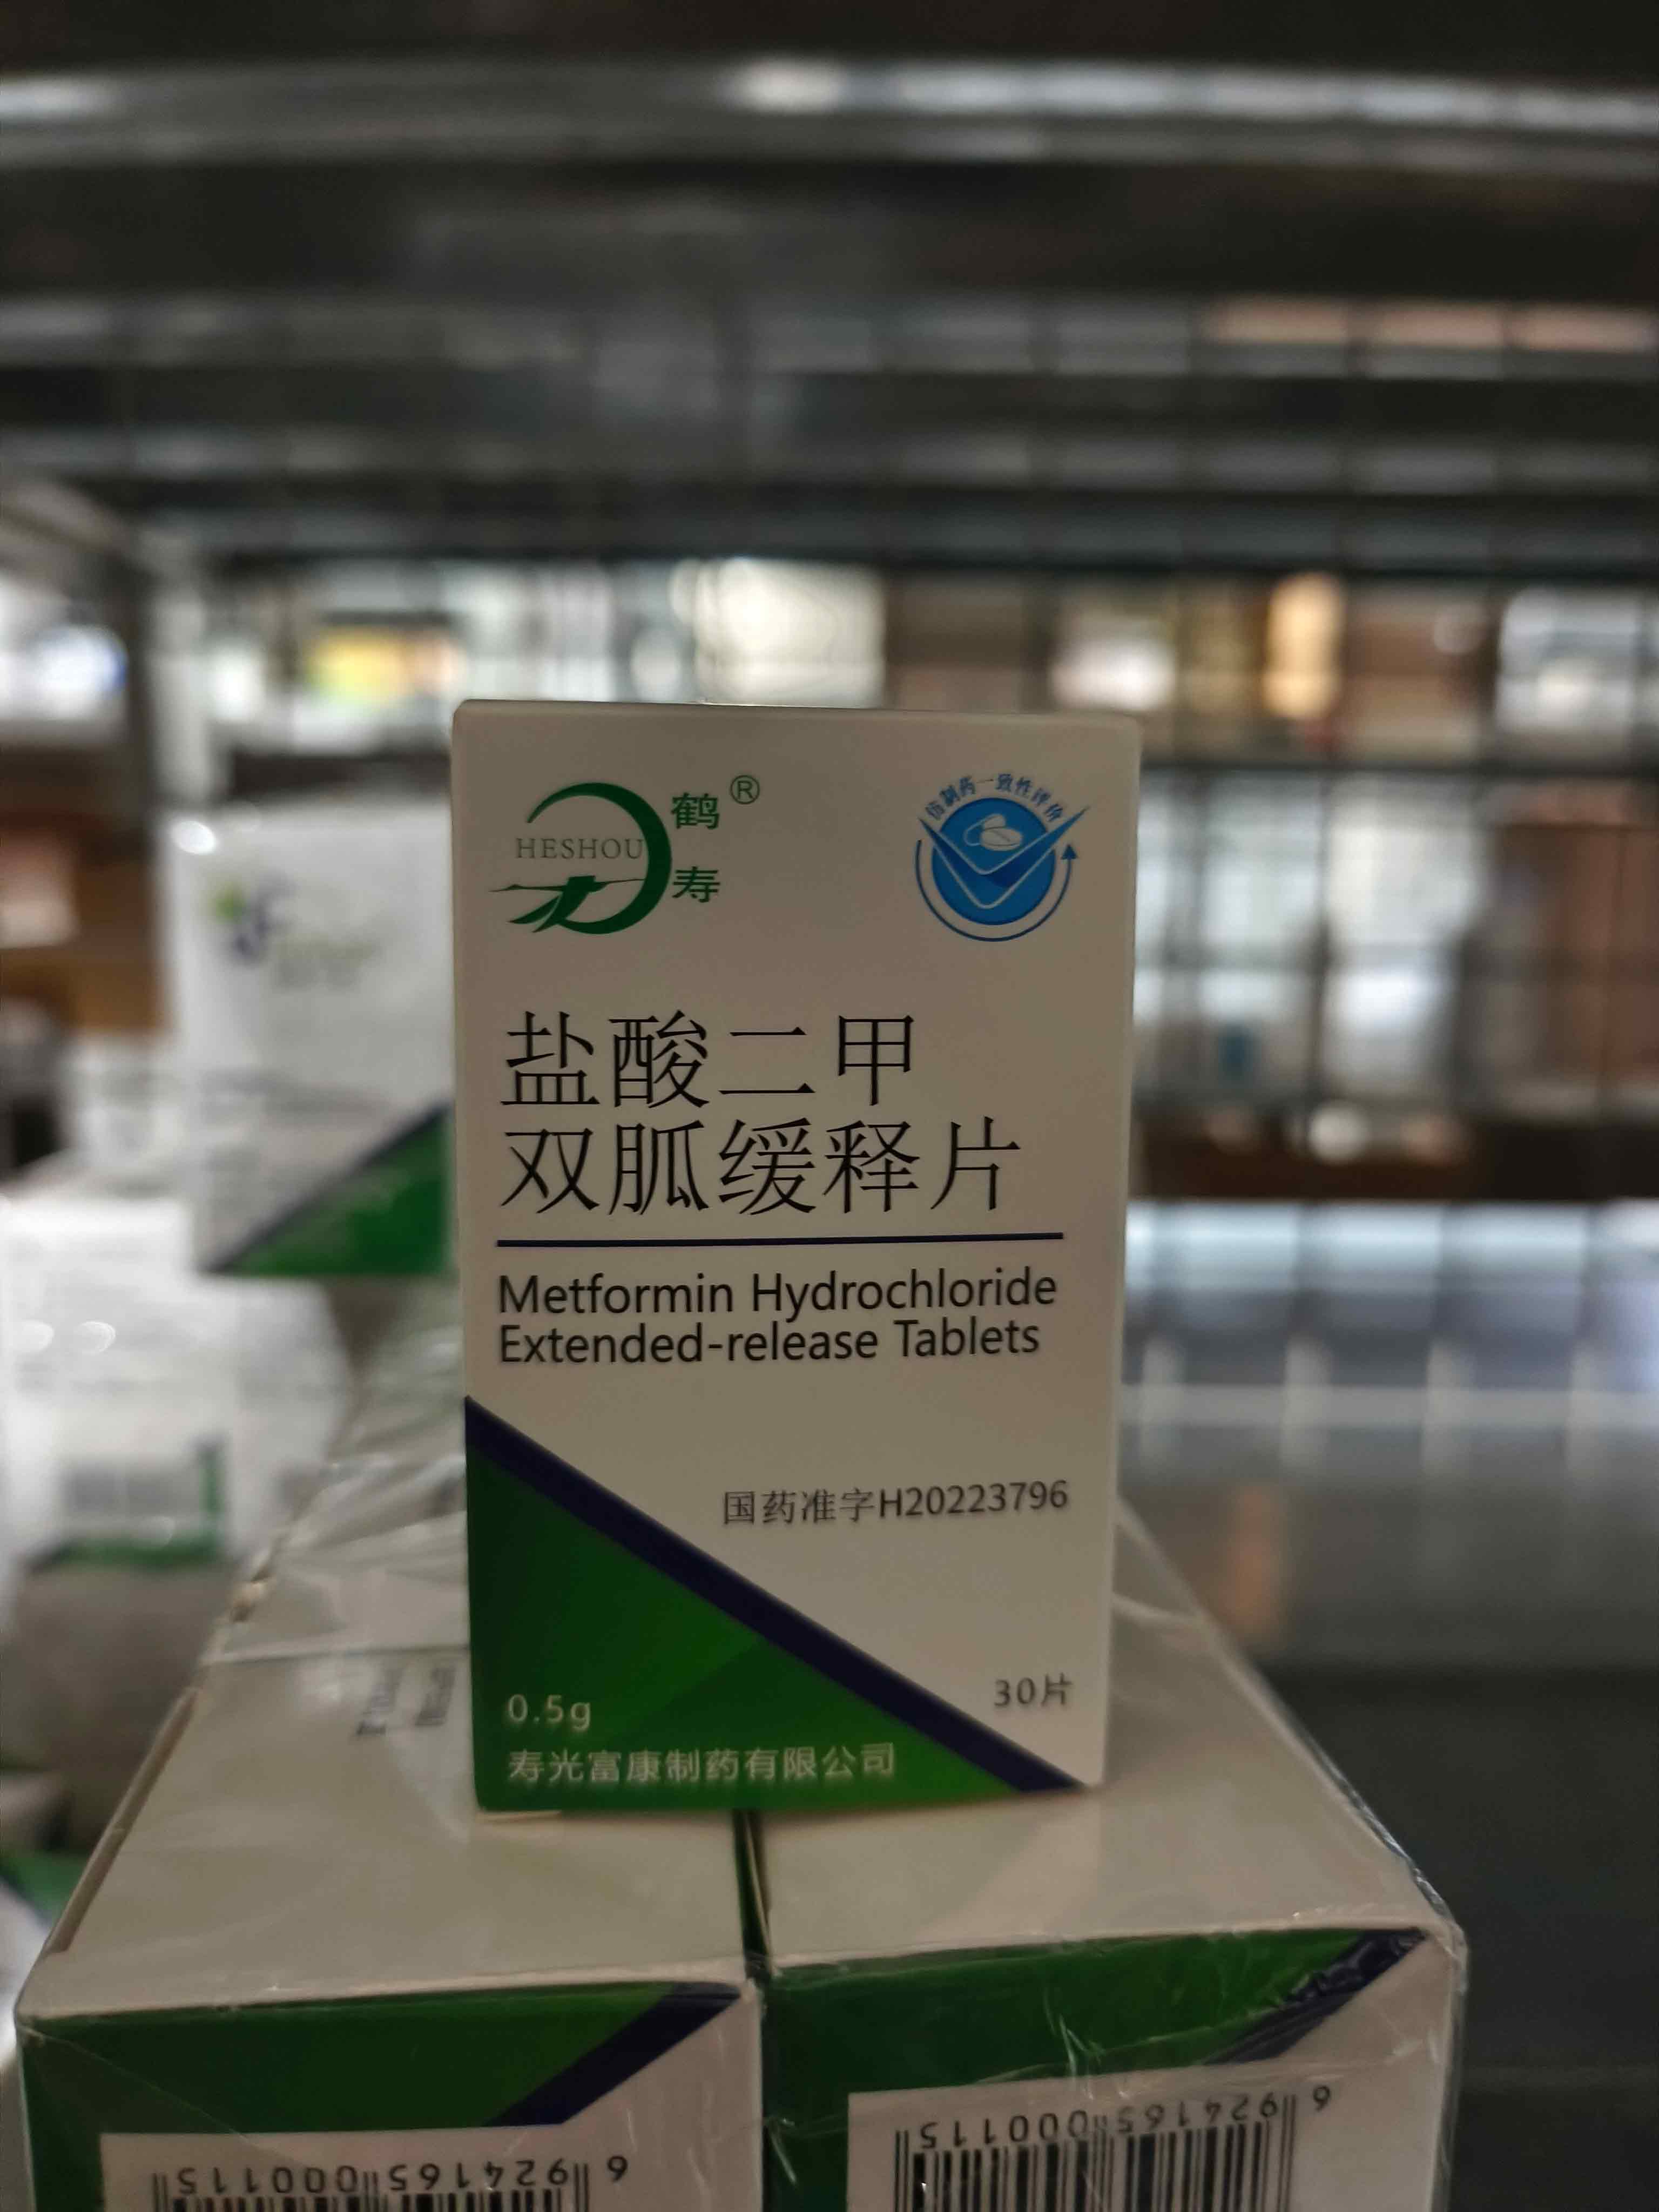 HESHOU
鹤寿®
仿制药一致性评价
盐酸二甲
双胍缓释片
Metformin Hydrochloride
Extended-release Tablets
国药准字H20223796
30片
0.5g
寿光富康制药有限公司
6 924165 000115
6 924165 000115